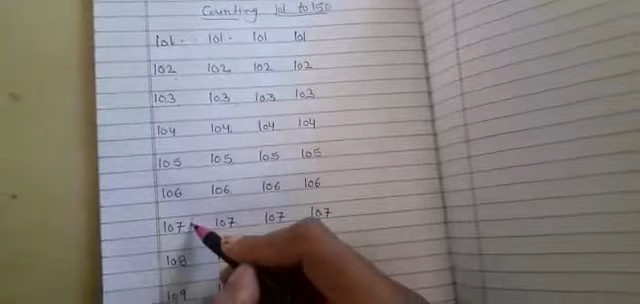 Counting 101 to 150
101 101 101 101
102 102 102 102
103 103 103 103
104 104 104 104
105 105 105 105
106 106 106 106
107 107 107 107
108
109